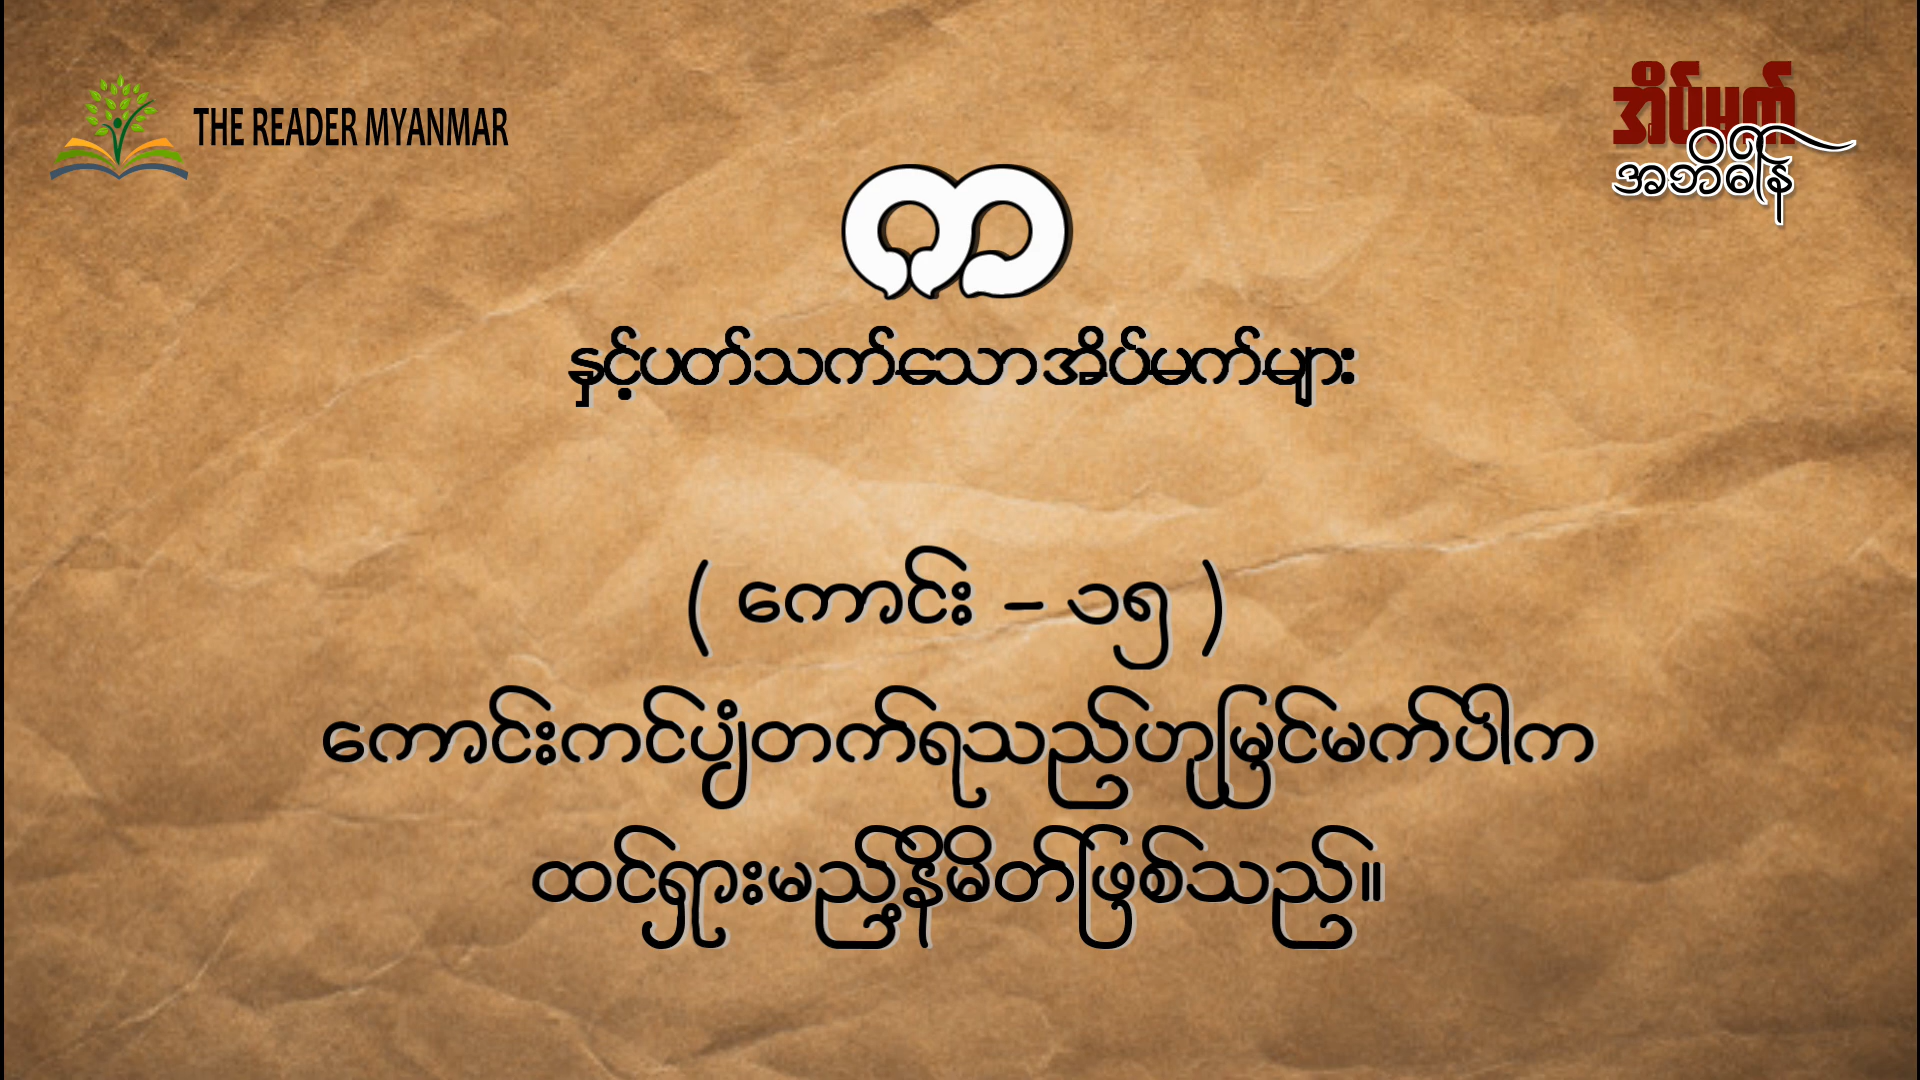 THE READER MYANMAR
အိပ်မက်
အဘိဓါန်
က
နှင့်ပတ်သက်သောအိပ်မက်များ
( ကောင်း – ၁၅ )
ကောင်းကင်ပျံတက်ရသည်ဟုမြင်မက်ပါက
ထင်ရှားမည့်နိမိတ်ဖြစ်သည်။